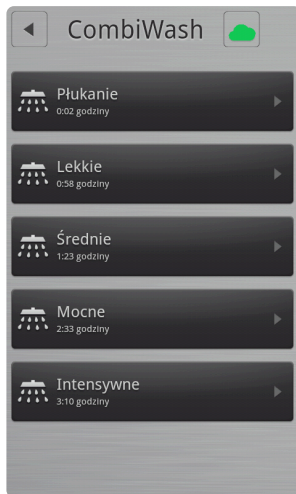 CombiWash
Płukanie
0:02 godziny
Lekkie
0:58 godziny
Średnie
1:23 godziny
Mocne
2:33 godziny
Intensywne
3:10 godziny